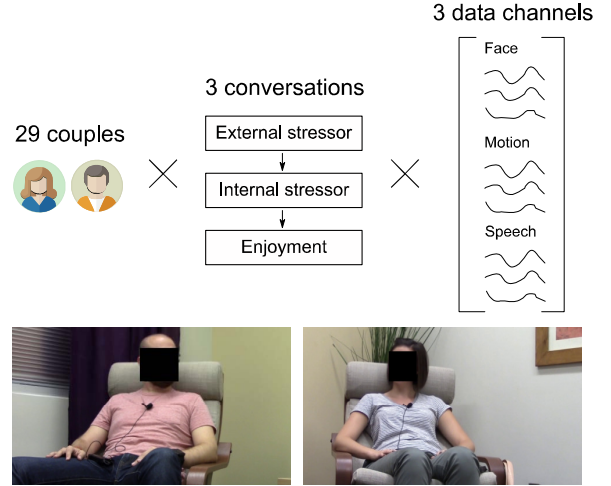 3 data channels
Face
3 conversations
External stressor
29 couples
Motion
Internal stressor
Enjoyment
Speech